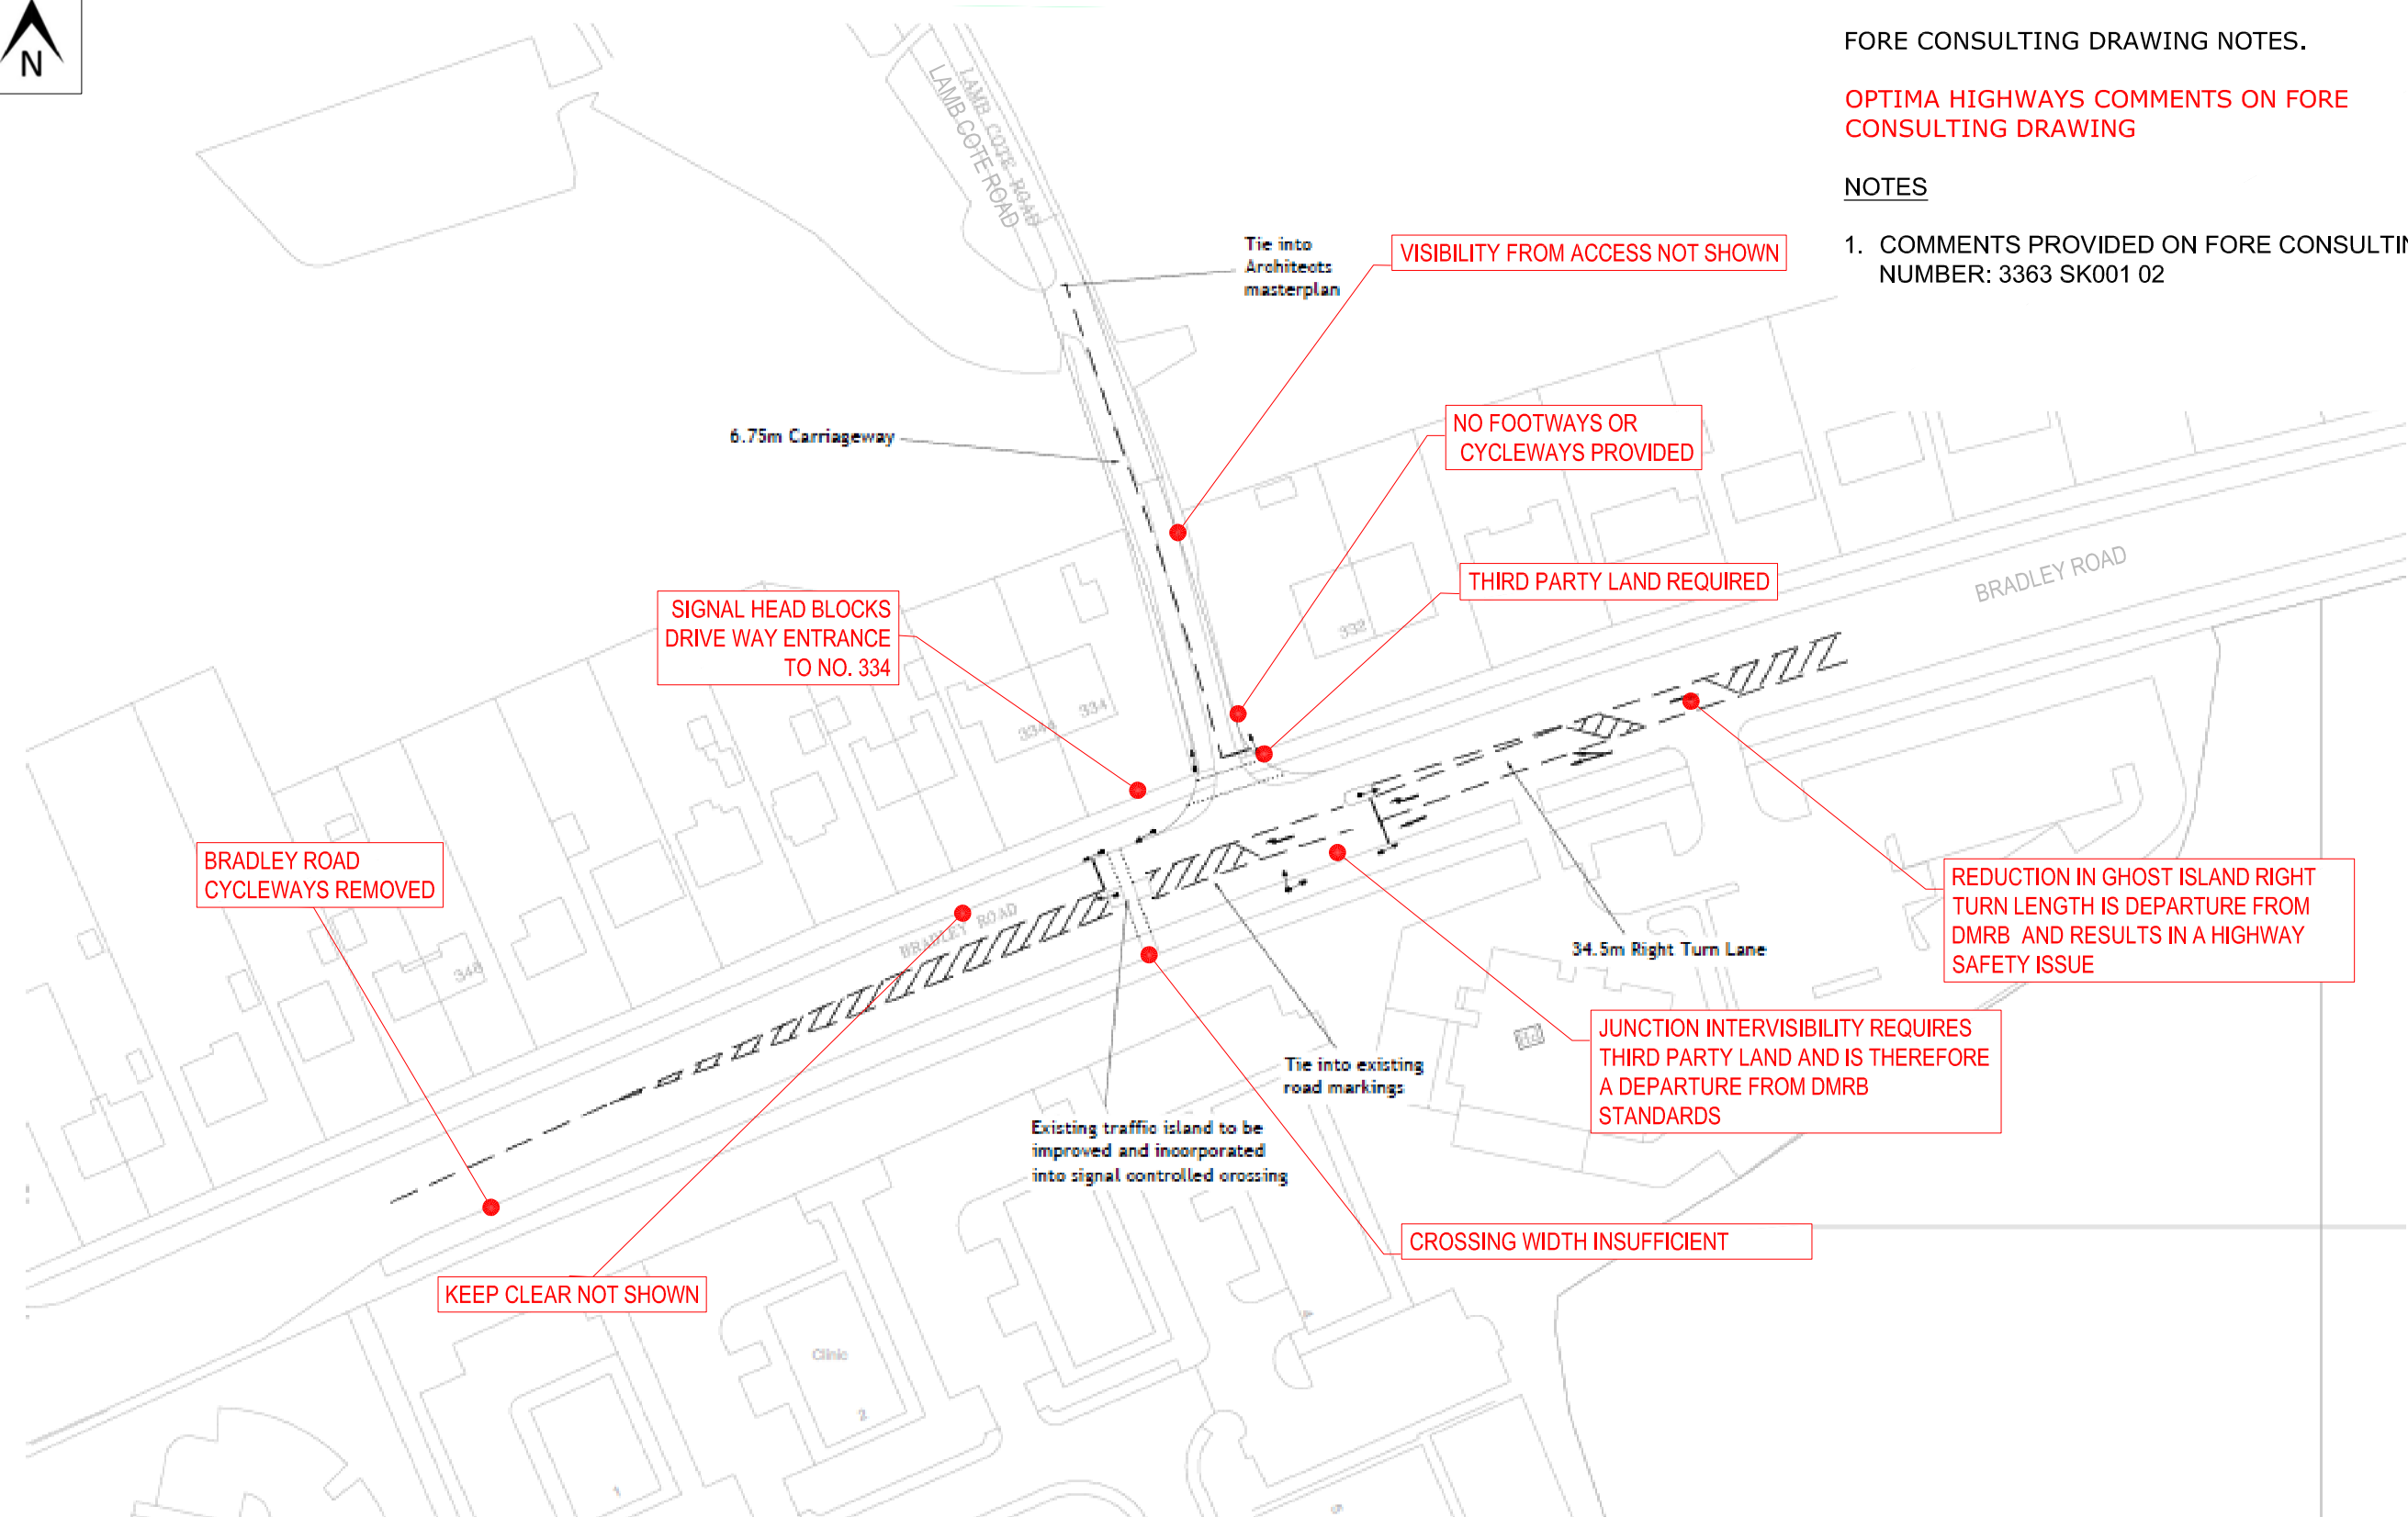 N
FORE CONSULTING DRAWING NOTES.
OPTIMA HIGHWAYS COMMENTS ON FORE
CONSULTING DRAWING
NOTES
1. COMMENTS PROVIDED ON FORE CONSULTIN
NUMBER: 3363 SK001 02
LAMB COTE ROAD
LAMB COTE ROAD
Tie into
Architects
masterplan
VISIBILITY FROM ACCESS NOT SHOWN
6.75m Carriageway
NO FOOTWAYS OR
CYCLEWAYS PROVIDED
THIRD PARTY LAND REQUIRED
BRADLEY ROAD
SIGNAL HEAD BLOCKS
DRIVE WAY ENTRANCE
TO NO. 334
332
334
334A
BRADLEY ROAD
CYCLEWAYS REMOVED
348
BRADLEY ROAD
34.5m Right Turn Lane
REDUCTION IN GHOST ISLAND RIGHT
TURN LENGTH IS DEPARTURE FROM
DMRB AND RESULTS IN A HIGHWAY
SAFETY ISSUE
JUNCTION INTERVISIBILITY REQUIRES
THIRD PARTY LAND AND IS THEREFORE
A DEPARTURE FROM DMRB
STANDARDS
Tie into existing
road markings
Existing traffic island to be
improved and incorporated
into signal controlled crossing
CROSSING WIDTH INSUFFICIENT
KEEP CLEAR NOT SHOWN
Clinic
2
1
4
5